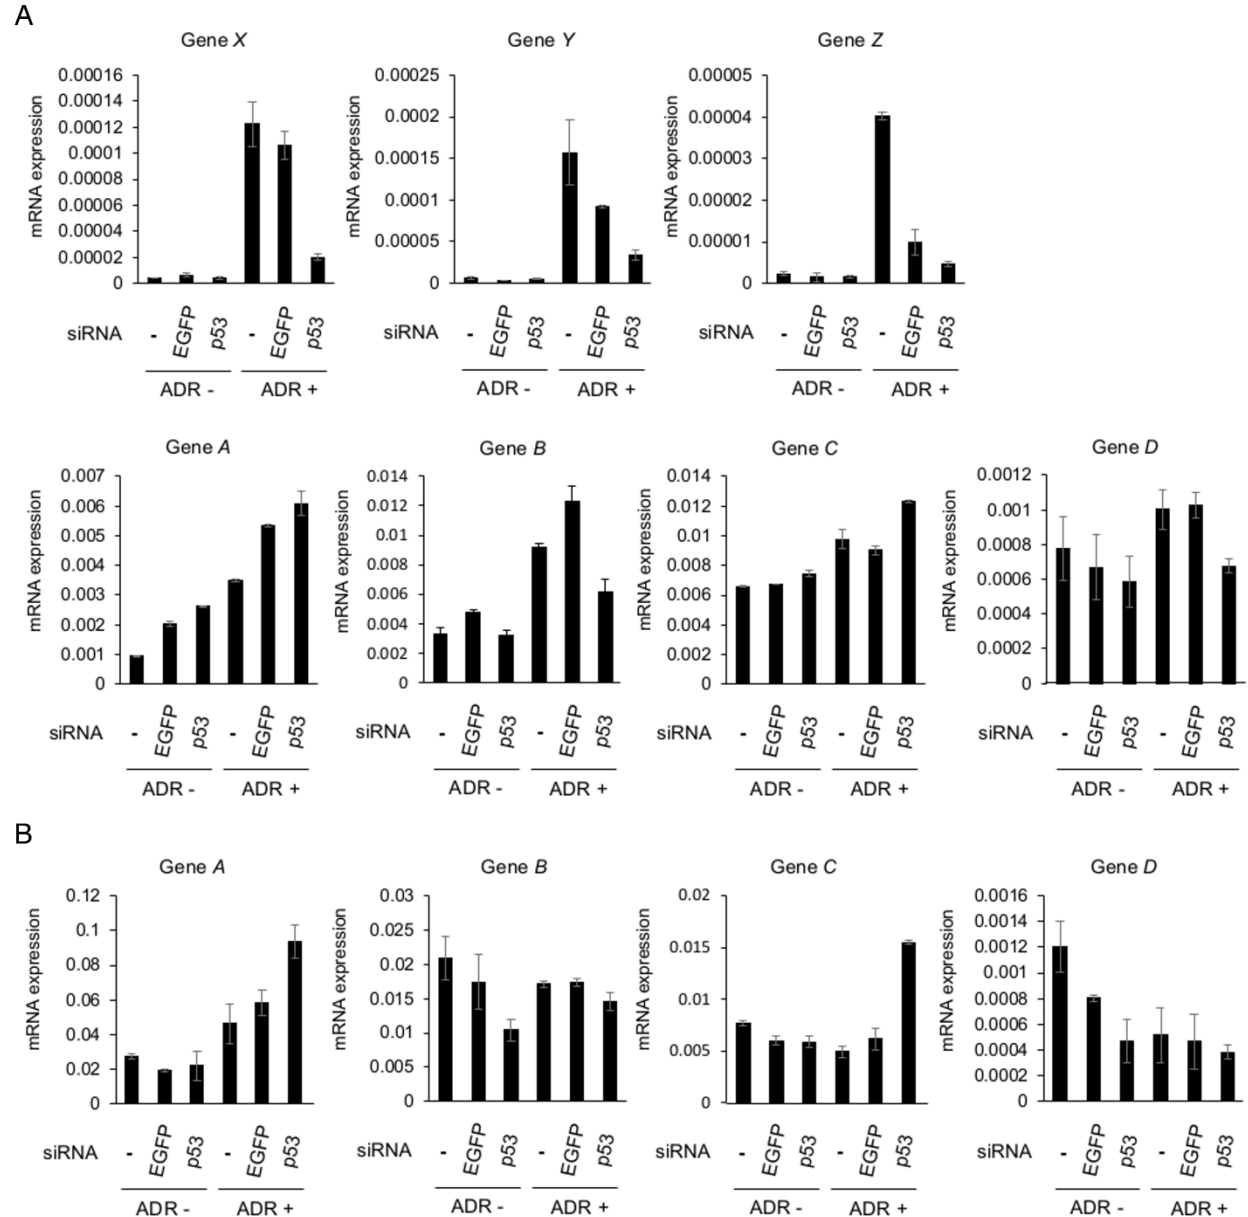 A
Gene X
Gene Y
Gene Z
mRNA expression
0.00016
0.00014
0.00012
0.0001
0.00008
0.00006
0.00004
0.00002
0
mRNA expression
0.00025
0.0002
0.00015
0.0001
0.00005
0
mRNA expression
0.00005
0.00004
0.00003
0.00002
0.00001
0
siRNA - EGFP p53 - EGFP p53
ADR - ADR +
siRNA - EGFP p53 - EGFP p53
ADR - ADR +
siRNA - EGFP p53 - EGFP p53
ADR - ADR +
Gene A
Gene B
Gene C
Gene D
mRNA expression
0.007
0.006
0.005
0.004
0.003
0.002
0.001
0
mRNA expression
0.014
0.012
0.01
0.008
0.006
0.004
0.002
0
mRNA expression
0.014
0.012
0.01
0.008
0.006
0.004
0.002
0
mRNA expression
0.0012
0.001
0.0008
0.0006
0.0004
0.0002
0
siRNA - EGFP p53 - EGFP p53
ADR - ADR +
siRNA - EGFP p53 - EGFP p53
ADR - ADR +
siRNA - EGFP p53 - EGFP p53
ADR - ADR +
siRNA - EGFP p53 - EGFP p53
ADR - ADR +
B
Gene A
Gene B
Gene C
Gene D
mRNA expression
0.12
0.1
0.08
0.06
0.04
0.02
0
mRNA expression
0.03
0.025
0.02
0.015
0.01
0.005
0
mRNA expression
0.02
0.015
0.01
0.005
0
mRNA expression
0.0016
0.0014
0.0012
0.001
0.0008
0.0006
0.0004
0.0002
0
siRNA - EGFP p53 - EGFP p53
ADR - ADR +
siRNA - EGFP p53 - EGFP p53
ADR - ADR +
siRNA - EGFP p53 - EGFP p53
ADR - ADR +
siRNA - EGFP p53 - EGFP p53
ADR - ADR +